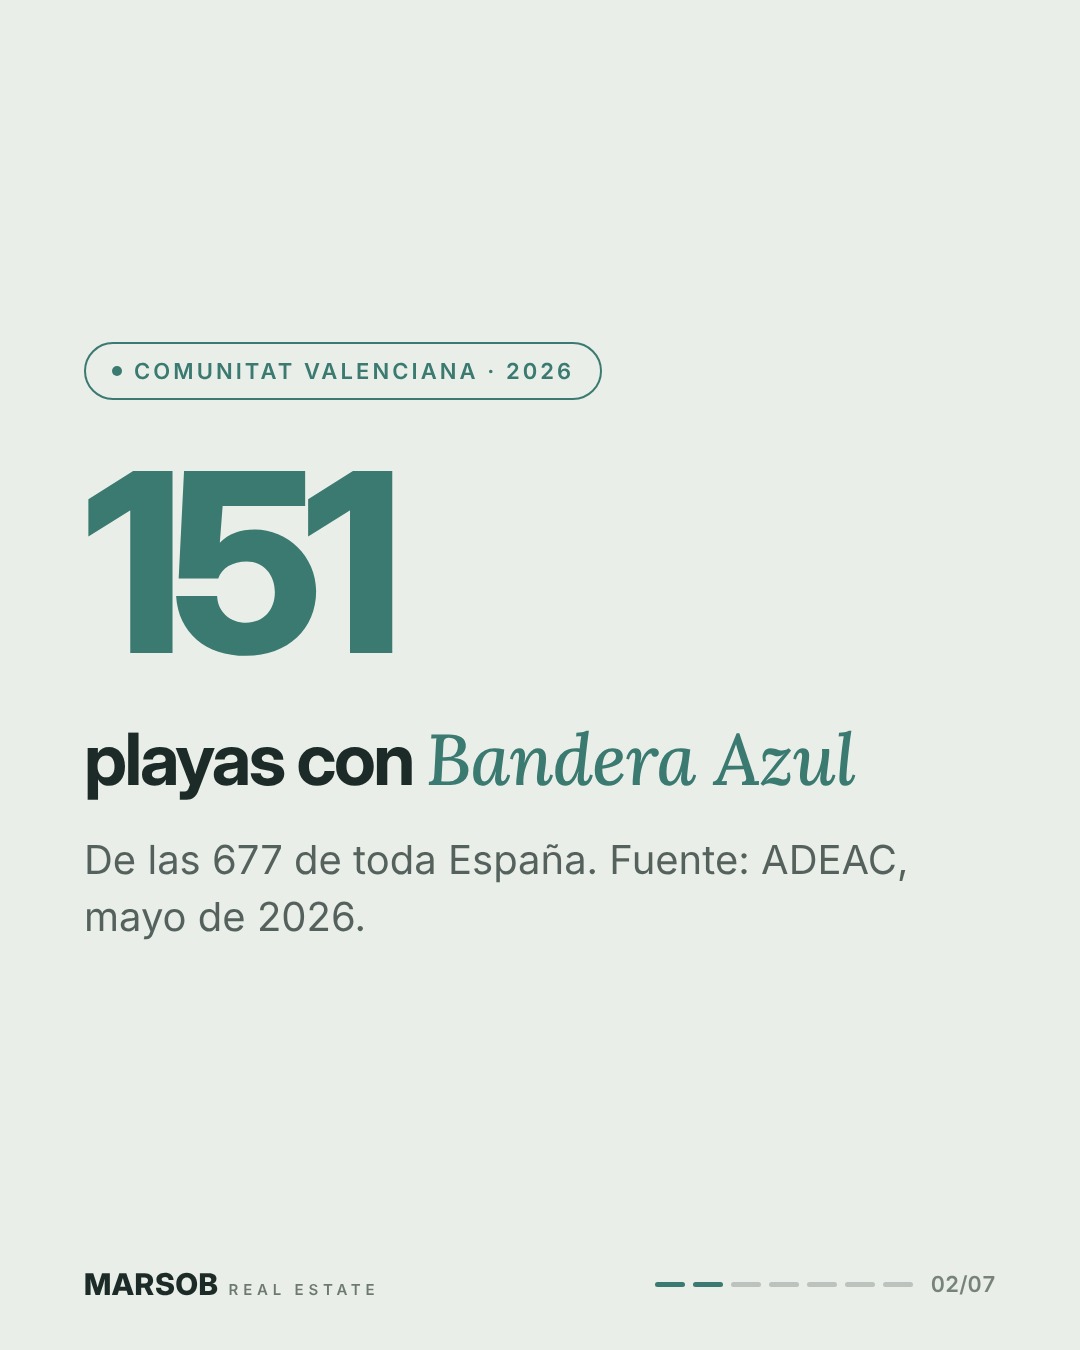 COMUNITAT VALENCIANA · 2026
151
playas con Bandera Azul
De las 677 de toda España. Fuente: ADEAC,
mayo de 2026.
MARSOB REAL ESTATE
02/07